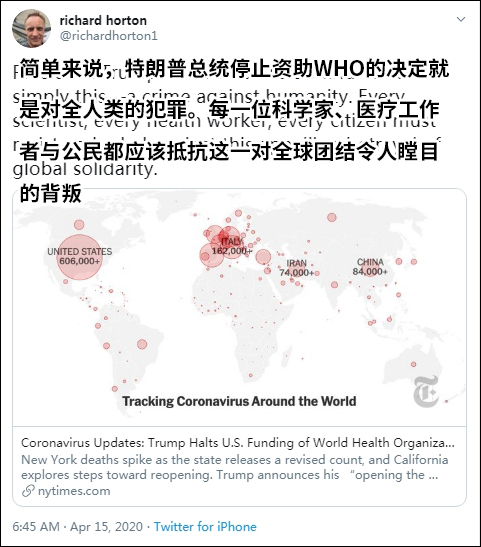 richard horton
@richardhorton1
简单来说，特朗普总统停止资助WHO的决定就
simply this - a crime against humanity. Every
是对全人类的犯罪。每一位科学家、医疗工作
scientist, every health worker, every citizen must
者与公民都应该抵抗这一对全球团结令人瞠目
global solidarity.
的背叛
UNITED STATES
606,000+
ITALY
162,000+
IRAN
74,000+
CHINA
84,000+
Tracking Coronavirus Around the World
T
Coronavirus Updates: Trump Halts U.S. Funding of World Health Organiza...
New York deaths spike as the state releases a revised count, and California
explores steps toward reopening. Trump announces his “opening the ...
nytimes.com
6:45 AM · Apr 15, 2020 · Twitter for iPhone